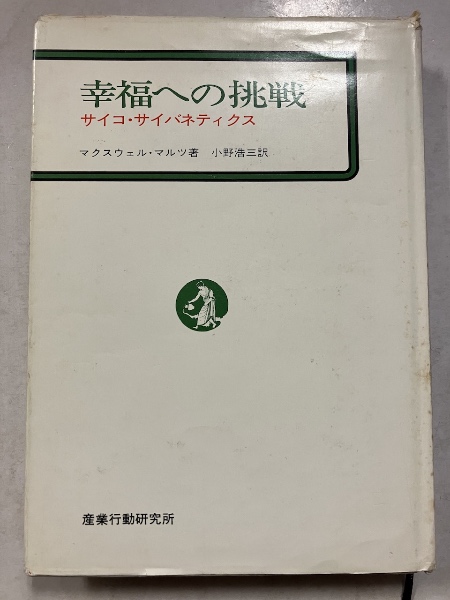 幸福への挑戦
サイコ・サイバネティクス
マクスウェル・マルツ著 小野浩三訳
産業行動研究所